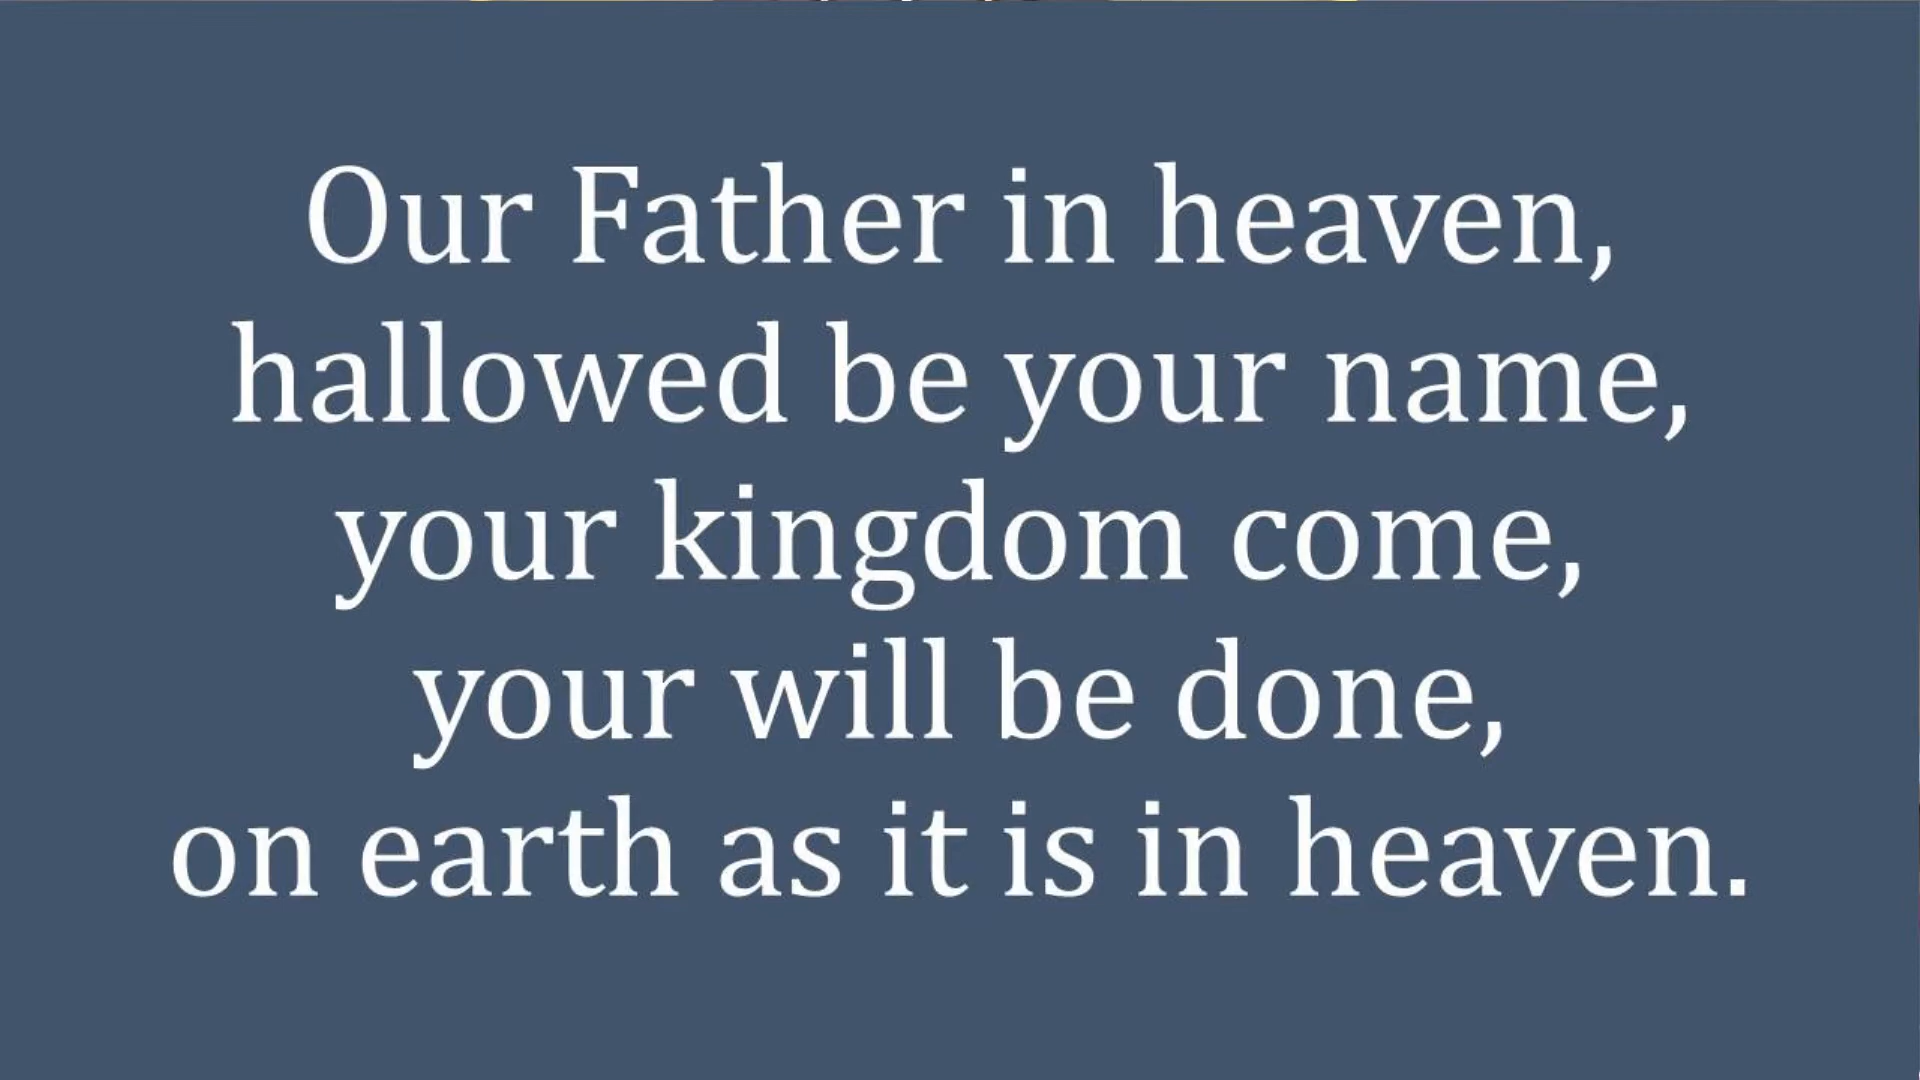 Our Father in heaven,
hallowed be your name,
your kingdom come,
your will be done,
on earth as it is in heaven.